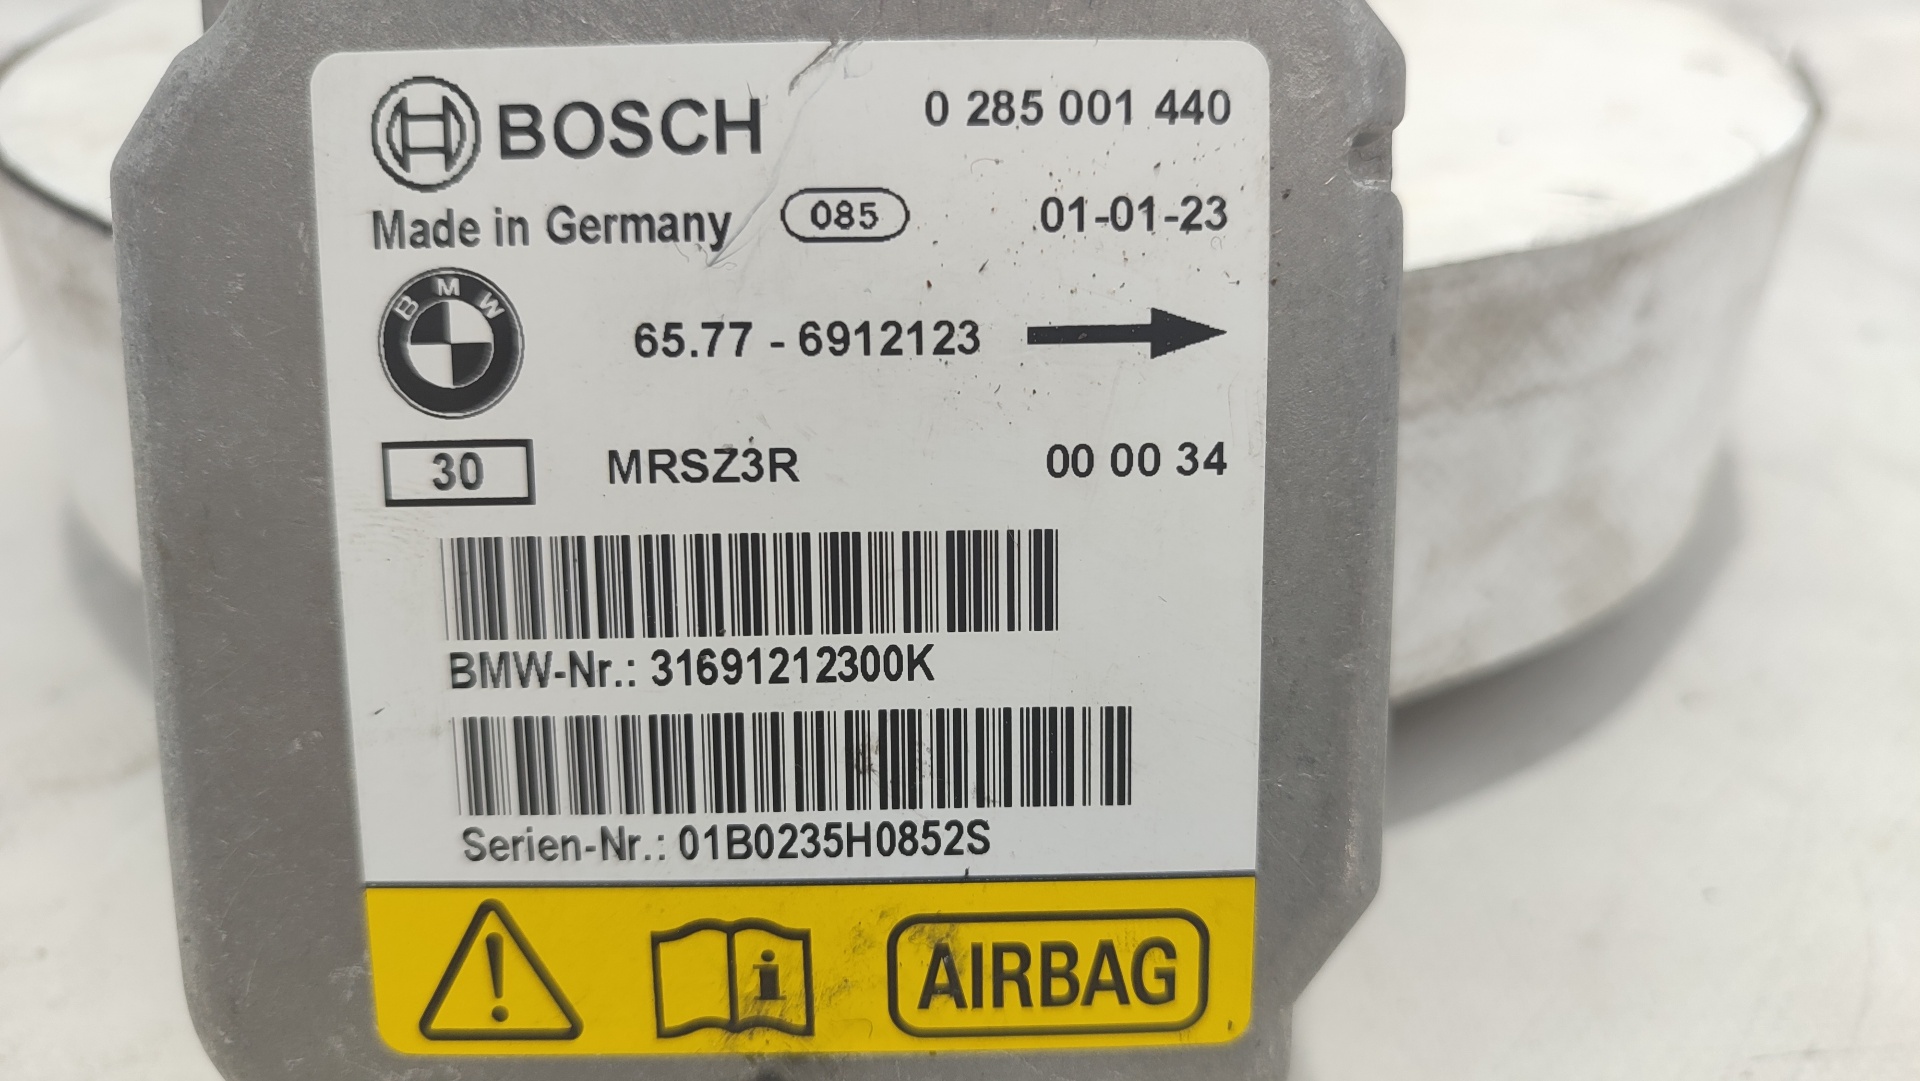 BOSCH 0 285 001 440
Made in Germany 085 01-01-23
BMW
65.77 - 6912123
30 MRSZ3R 00 00 34
BMW-Nr.: 31691212300K
Serien-Nr.: 01B0235H0852S
! i AIRBAG